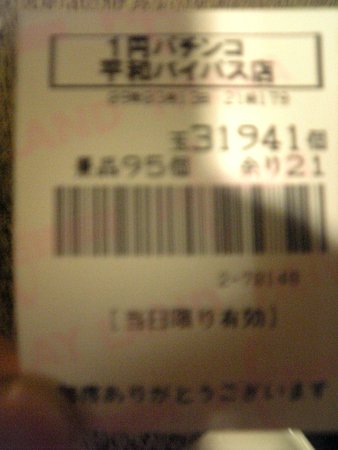 1円パチンコ
平和バイパス店
玉31941個
景品95個 余り21
[当日限り有効]
ありがとうございます